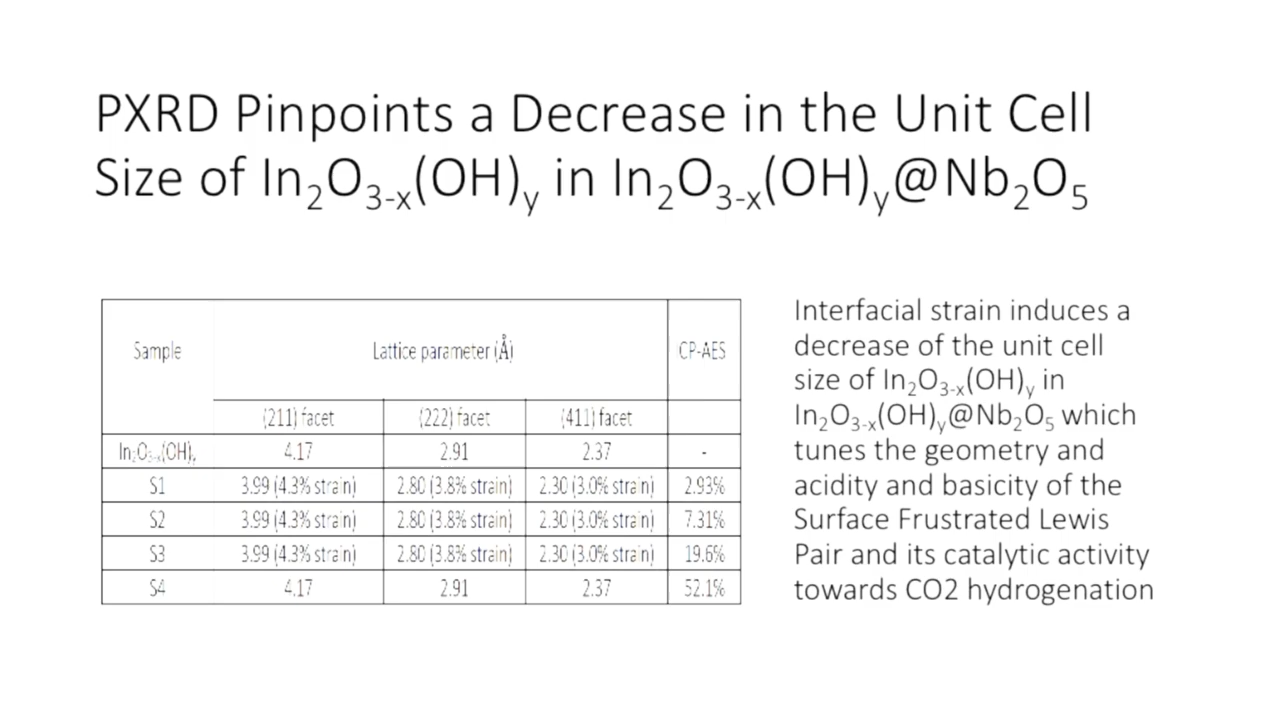 PXRD Pinpoints a Decrease in the Unit Cell
Size of In₂O₃₋ₓ(OH)ᵧ in In₂O₃₋ₓ(OH)ᵧ@Nb₂O₅
Sample Lattice parameter (Å) CP-AES
(211) facet (222) facet (411) facet
In₂O₃₋ₓ(OH)ᵧ 4.17 2.91 2.37 -
S1 3.99 (4.3% strain) 2.80 (3.8% strain) 2.30 (3.0% strain) 2.93%
S2 3.99 (4.3% strain) 2.80 (3.8% strain) 2.30 (3.0% strain) 7.31%
S3 3.99 (4.3% strain) 2.80 (3.8% strain) 2.30 (3.0% strain) 19.6%
S4 4.17 2.91 2.37 52.1%
Interfacial strain induces a
decrease of the unit cell
size of In₂O₃₋ₓ(OH)ᵧ in
In₂O₃₋ₓ(OH)ᵧ@Nb₂O₅ which
tunes the geometry and
acidity and basicity of the
Surface Frustrated Lewis
Pair and its catalytic activity
towards CO2 hydrogenation